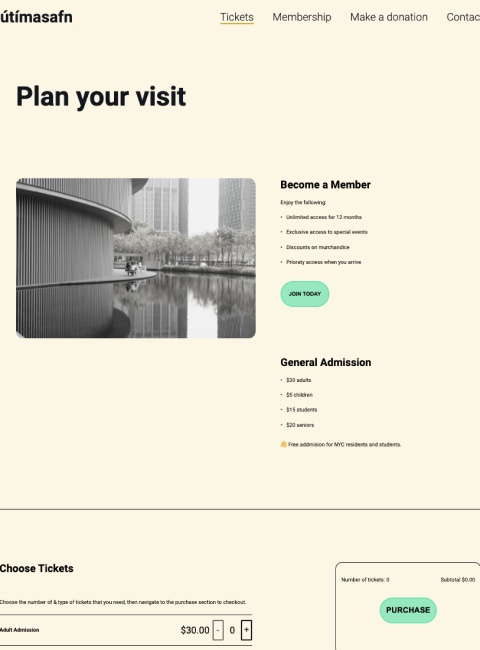 útímasafn
Tickets Membership Make a donation Contac
Plan your visit
Become a Member
Enjoy the following:
• Unlimited access for 12 months
• Exclusive access to special events
• Discounts on murchandice
• Prioraty access when you arrive
JOIN TODAY
General Admission
• $30 adults
• $5 children
• $15 students
• $20 seniors
Free addmision for NYC residents and students.
Choose Tickets
Choose the number of & type of tickets that you need, then navigate to the purchase section to checkout.
Adult Admission $30.00 - 0 +
Number of tickets: 0 Subtotal $0.00
PURCHASE